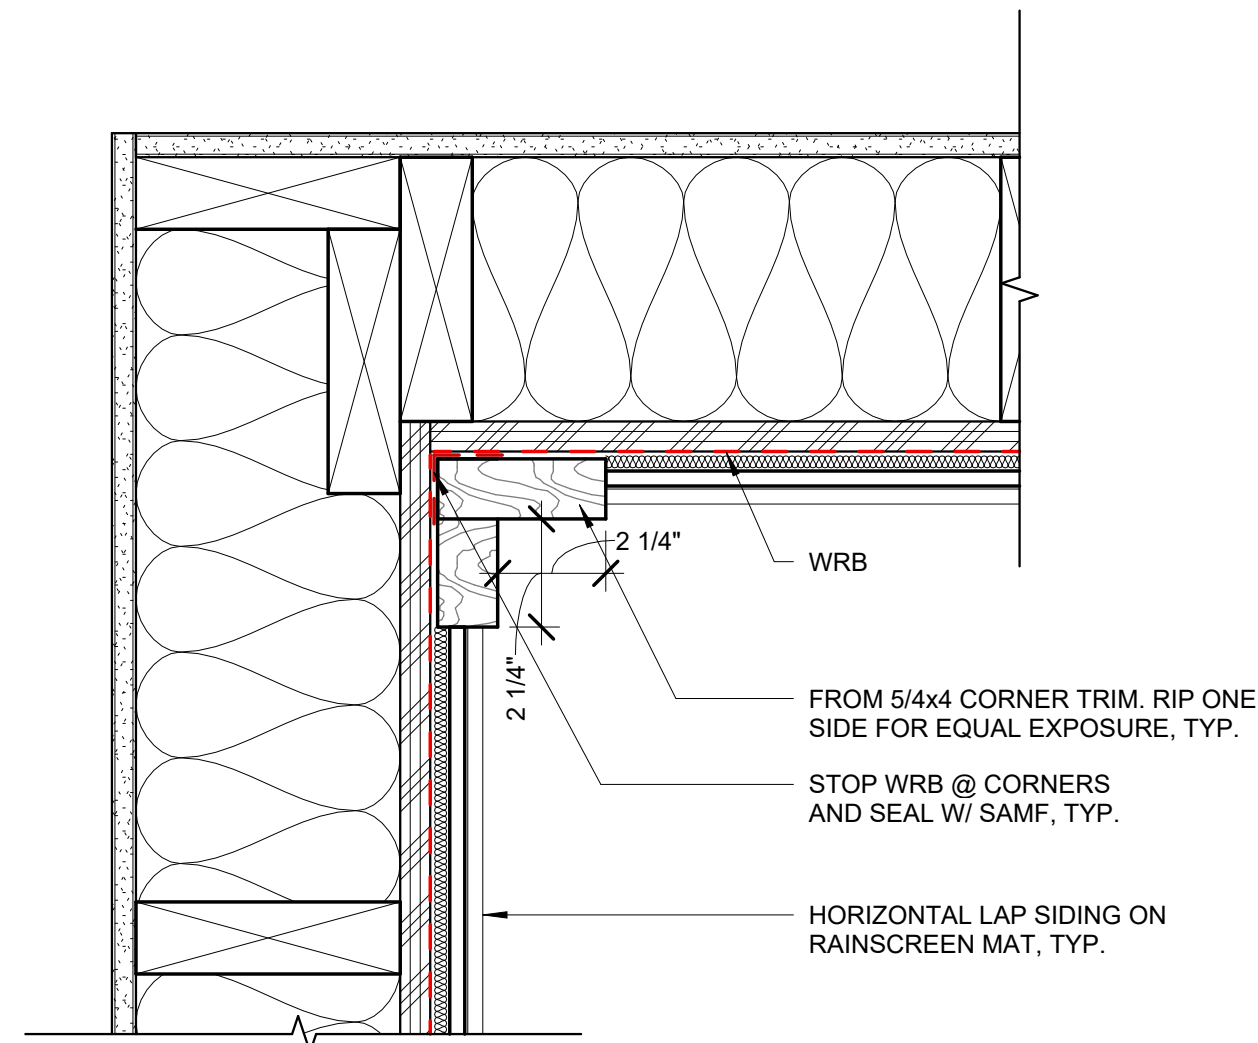 2 1/4"
WRB
2 1/4"
FROM 5/4x4 CORNER TRIM. RIP ONE
SIDE FOR EQUAL EXPOSURE, TYP.
STOP WRB @ CORNERS
AND SEAL W/ SAMF, TYP.
HORIZONTAL LAP SIDING ON
RAINSCREEN MAT, TYP.